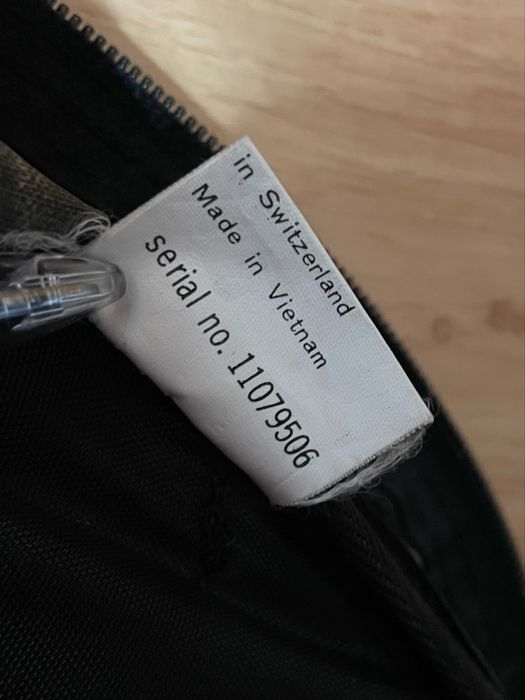 in Switzerland
Made in Vietnam
serial no. 11079506